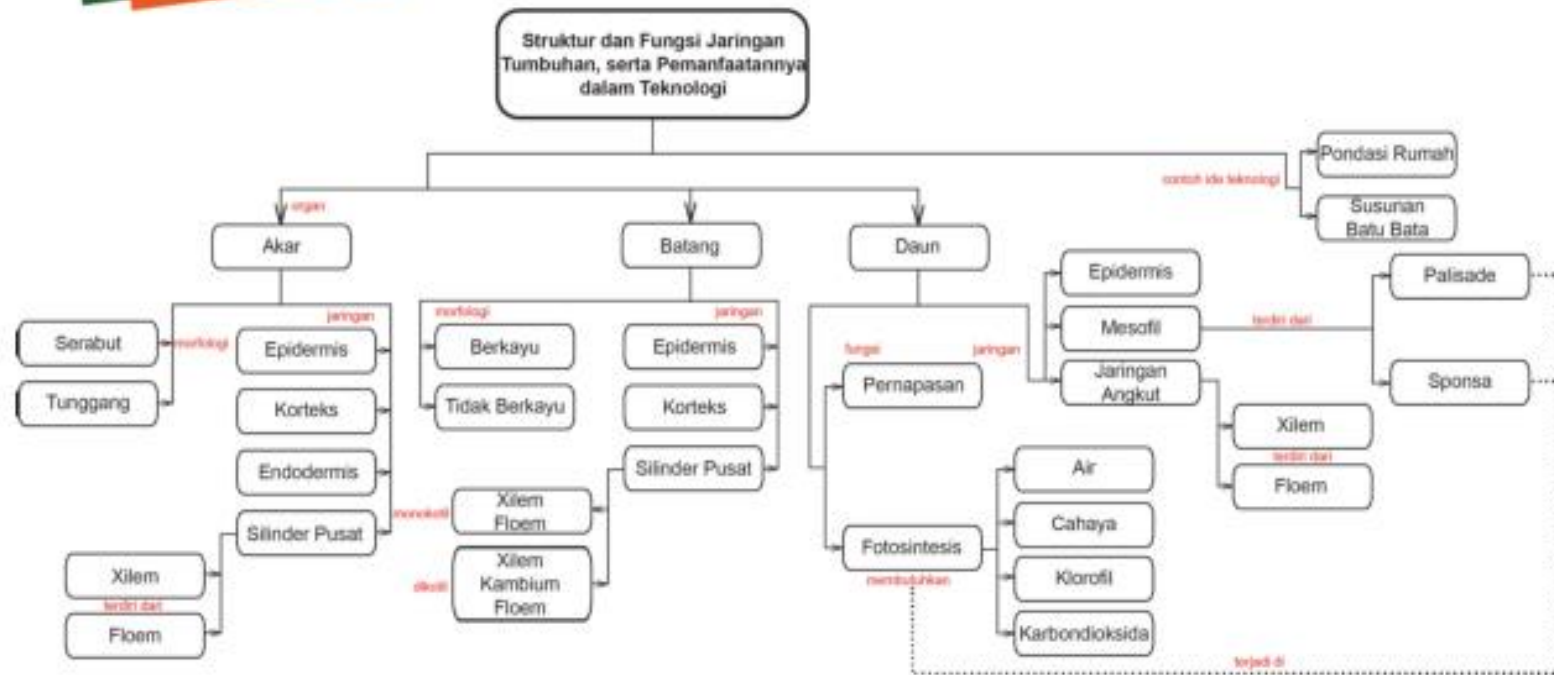 Struktur dan Fungsi Jaringan
Tumbuhan, serta Pemanfaatannya
dalam Teknologi
Pondasi Rumah
contoh ide teknologi
Susunan
Batu Bata
organ
Akar
Batang
Daun
morfologi
Serabut
Tunggang
jaringan
Epidermis
Korteks
Endodermis
Silinder Pusat
Xilem
terdiri dari
Floem
morfologi
Berkayu
Tidak Berkayu
jaringan
Epidermis
Korteks
Silinder Pusat
monokotil
Xilem
Floem
dikotil
Xilem
Kambium
Floem
fungsi
Pernapasan
Fotosintesis
membutuhkan
Air
Cahaya
Klorofil
Karbondioksida
jaringan
Epidermis
Mesofil
Jaringan
Angkut
terdiri dari
Palisade
Sponsa
Xilem
terdiri dari
Floem
terjadi di